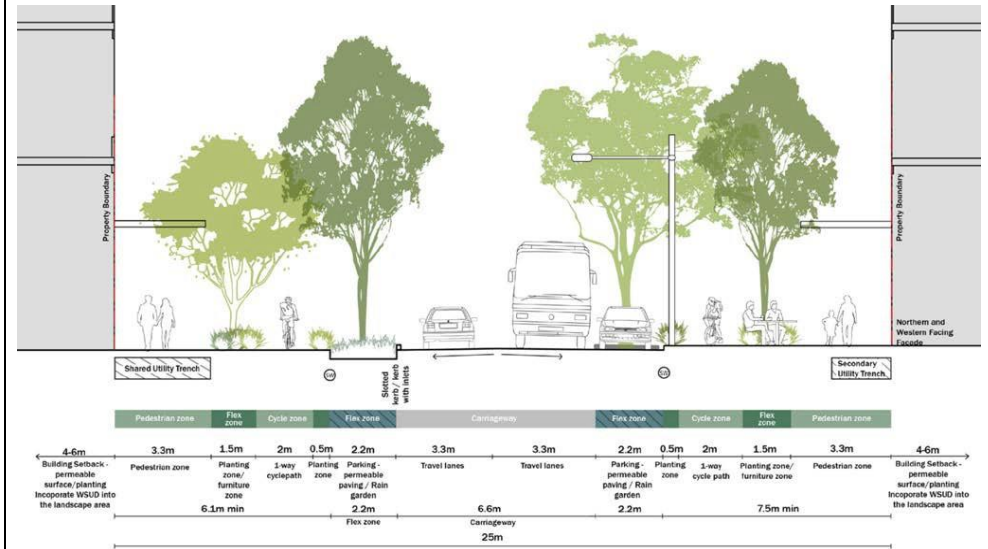 Property Boundary
Property Boundary
Northern and
Western Facing
Facade
Shared Utility Trench
SW
Slotted
kerb / kerb
with inlets
SW
Secondary
Utility Trench
Pedestrian zone
Flex
zone
Cycle zone
Flex zone
Carriageway
Flex zone
Cycle zone
Flex
zone
Pedestrian zone
4-6m
3.3m
1.5m
2m
0.5m
2.2m
3.3m
3.3m
2.2m
0.5m
2m
1.5m
3.3m
4-6m
Building Setback -
permeable
surface/planting
Incoporate WSUD into
the landscape area
Pedestrian zone
Planting
zone/
furniture
zone
1-way
cyclepath
Planting
zone
Parking -
permeable
paving / Rain
garden
Travel lanes
Travel lanes
Parking -
permeable
paving / Rain
garden
Planting
zone
1-way
cycle path
Planting zone/
furniture zone
Pedestrian zone
Building Setback -
permeable
surface/planting
Incoporate WSUD into
the landscape area
6.1m min
2.2m
6.6m
2.2m
7.5m min
Flex zone
Carriageway
25m